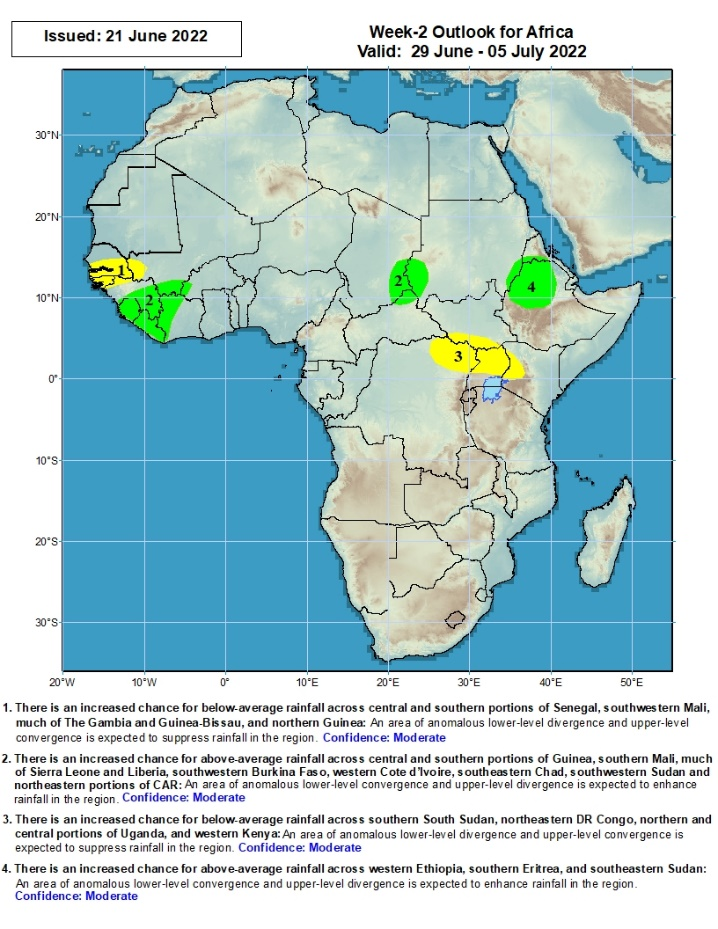 Issued: 21 June 2022
Week-2 Outlook for Africa
Valid: 29 June - 05 July 2022
30°N
20°N
10°N
0°
10°S
20°S
30°S
1
2
2
4
3
20°W
10°W
0°
10°E
20°E
30°E
40°E
50°E
1. There is an increased chance for below-average rainfall across central and southern portions of Senegal, southwestern Mali,
much of The Gambia and Guinea-Bissau, and northern Guinea: An area of anomalous lower-level divergence and upper-level
convergence is expected to suppress rainfall in the region. Confidence: Moderate
2. There is an increased chance for above-average rainfall across central and southern portions of Guinea, southern Mali, much
of Sierra Leone and Liberia, southwestern Burkina Faso, western Cote d'Ivoire, southeastern Chad, southwestern Sudan and
northeastern portions of CAR: An area of anomalous lower-level convergence and upper-level divergence is expected to enhance
rainfall in the region. Confidence: Moderate
3. There is an increased chance for below-average rainfall across southern South Sudan, northeastern DR Congo, northern and
central portions of Uganda, and western Kenya: An area of anomalous lower-level divergence and upper-level convergence is
expected to suppress rainfall in the region. Confidence: Moderate
4. There is an increased chance for above-average rainfall across western Ethiopia, southern Eritrea, and southeastern Sudan:
An area of anomalous lower-level convergence and upper-level divergence is expected to enhance rainfall in the region.
Confidence: Moderate